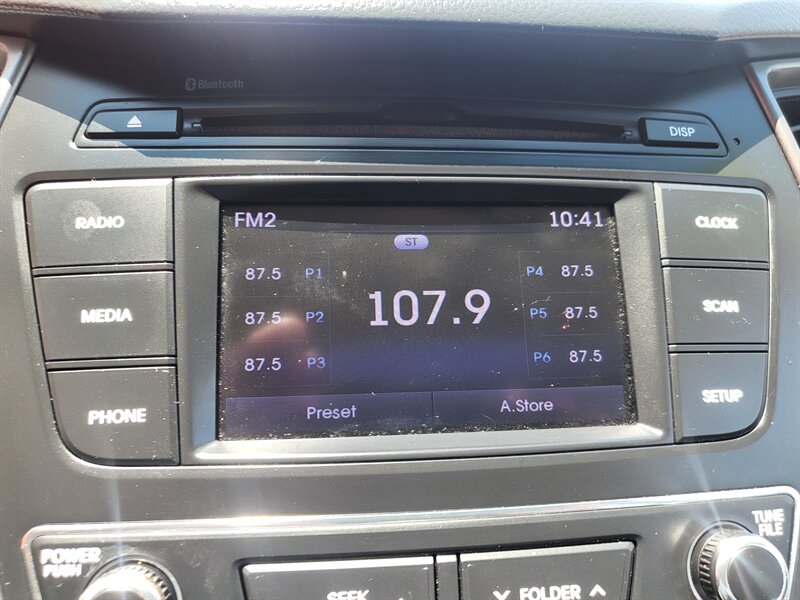 Bluetooth
DISP
RADIO
MEDIA
PHONE
FM2
10:41
ST
87.5 P1
87.5 P2
87.5 P3
107.9
P4 87.5
P5 87.5
P6 87.5
Preset
A.Store
CLOCK
SCAN
SETUP
POWER
PUSH
SEEK
FOLDER
TUNE
FILE